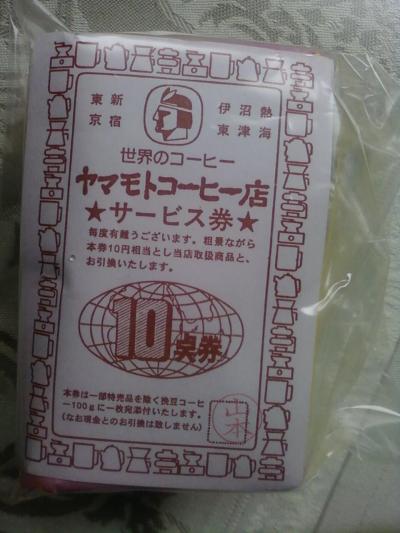 新宿
東京
熱海
沼津
伊東
世界のコーヒー
ヤマモトコーヒー店
★サービス券★
毎度有難うございます。粗景ながら
本券10円相当とし当店取扱商品と、
お引換いたします。
10点券
本券は一部特売品を除く挽豆コーヒ
ー100gに一枚宛添付いたします。
(なお現金とのお引換は致しません)
山本